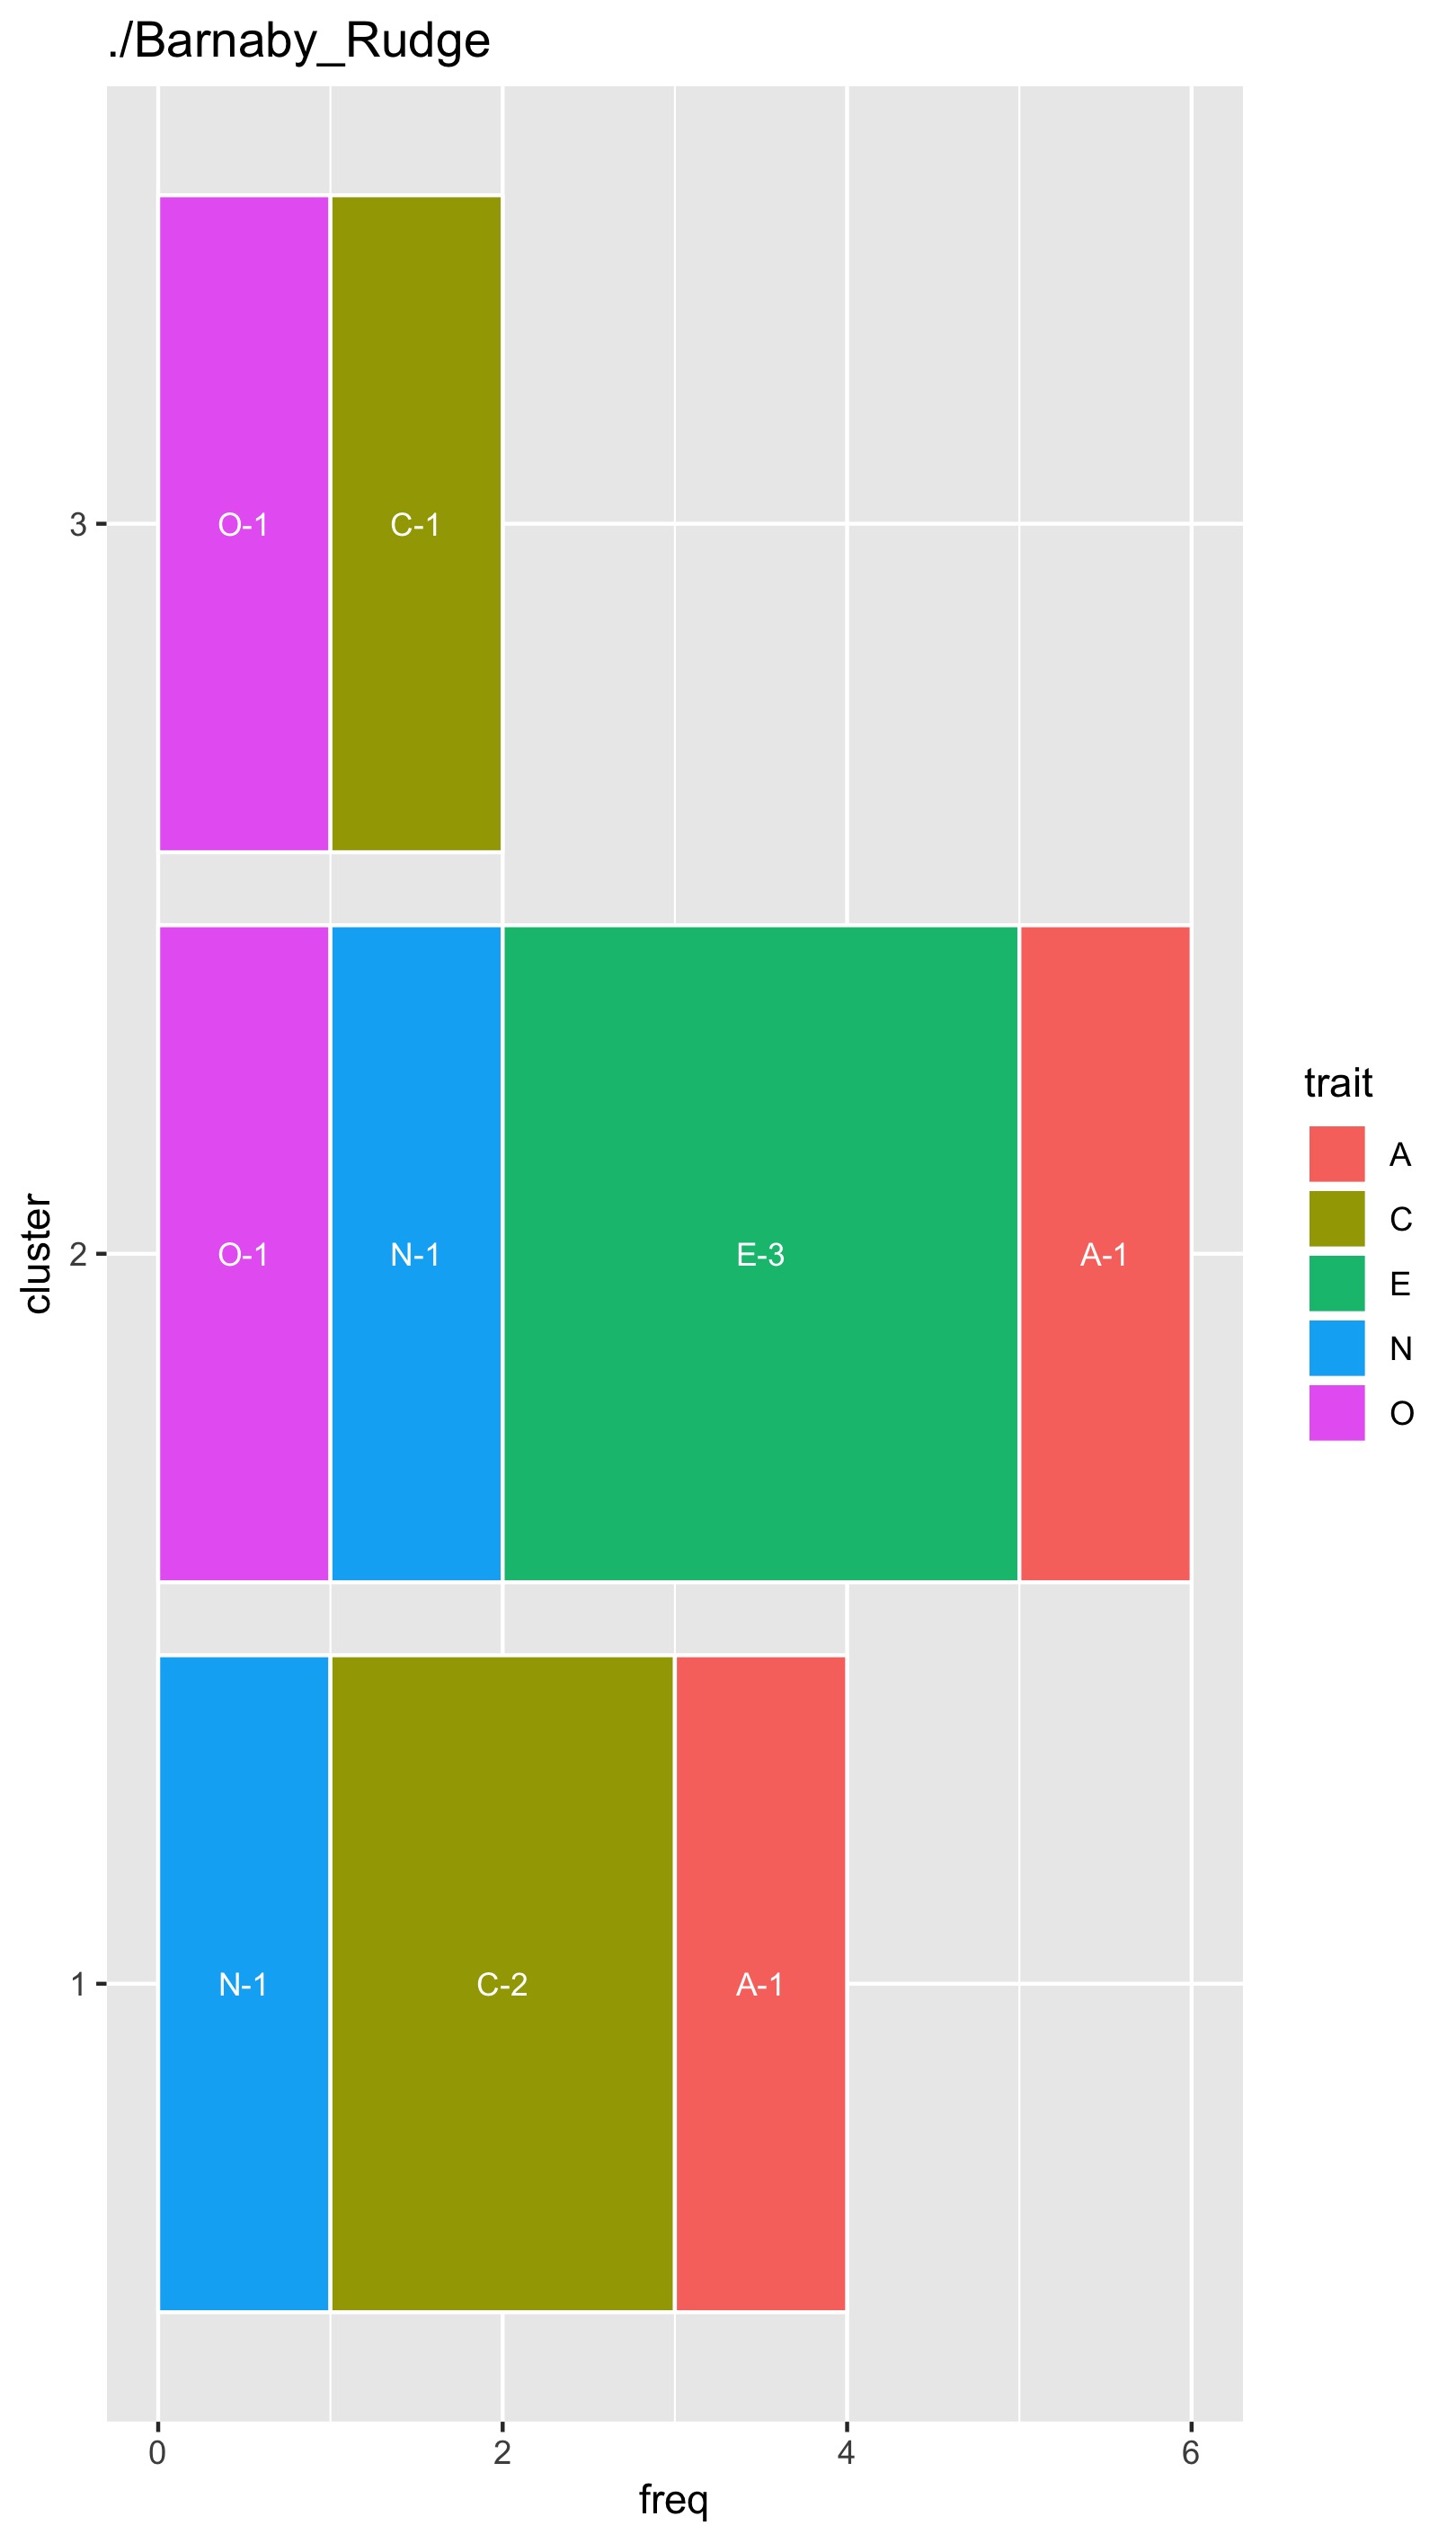 ./Barnaby_Rudge
3
O-1
C-1
cluster
2
O-1
N-1
E-3
A-1
1
N-1
C-2
A-1
0
2
4
6
freq
trait
A
C
E
N
O